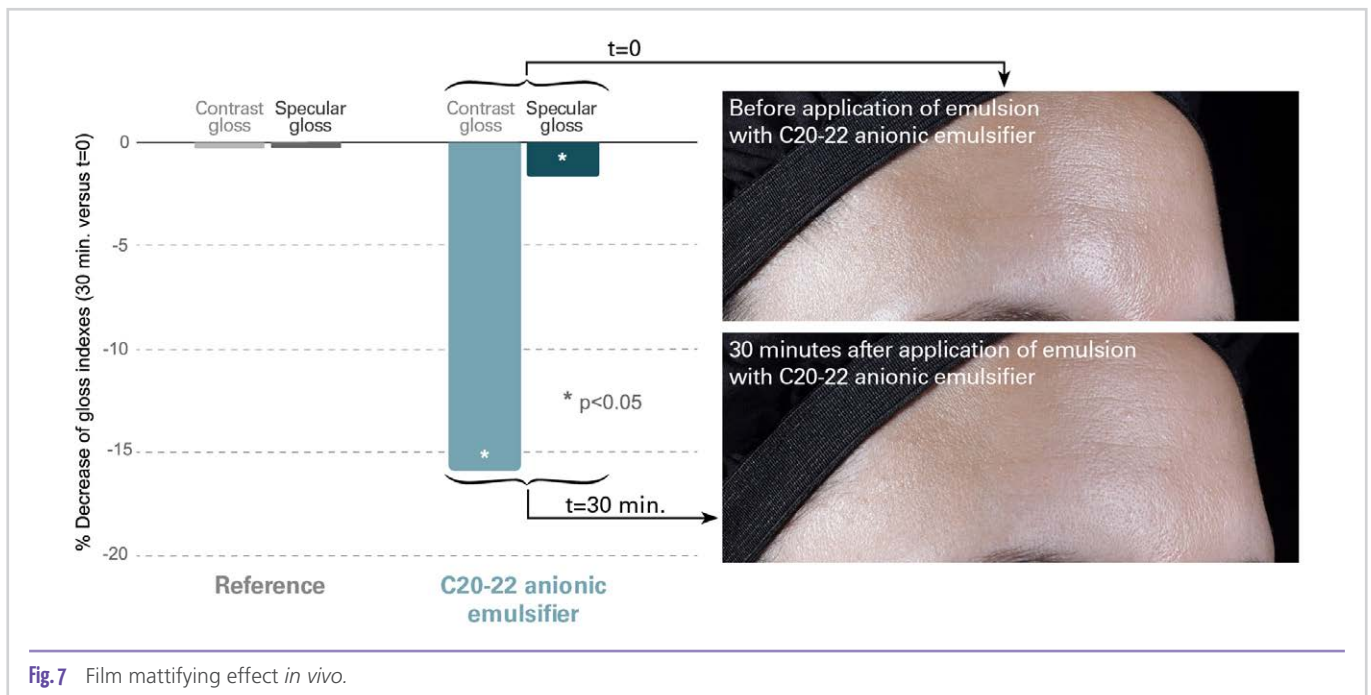 t=0
Contrast gloss
Specular gloss
Contrast gloss
Specular gloss
% Decrease of gloss indexes (30 min. versus t=0)
0
-5
-10
-15
-20
*
*
* p<0.05
t=30 min.
Reference
C20-22 anionic
emulsifier
Before application of emulsion
with C20-22 anionic emulsifier
30 minutes after application of emulsion
with C20-22 anionic emulsifier
Fig. 7 Film mattifying effect in vivo.